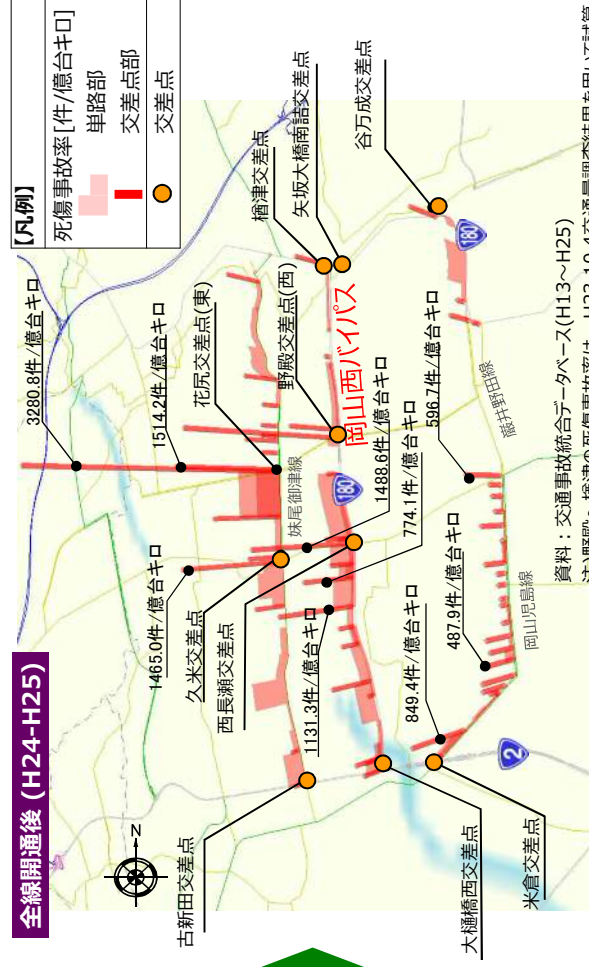 全線開通後 (H24-H25)
【凡例】
死傷事故率[件/億台キロ]
単路部
交差点部
交差点
N
3280.8件/億台キロ
1514.2件/億台キロ
花尻交差点(東)
野殿交差点(西)
楢津交差点
矢坂大橋南詰交差点
谷万成交差点
岡山西バイパス
1465.0件/億台キロ
久米交差点
西長瀬交差点
妹尾御津線
180
180
1488.6件/億台キロ
774.1件/億台キロ
596.7件/億台キロ
1131.3件/億台キロ
849.4件/億台キロ
487.9件/億台キロ
藤井野田線
岡山児島線
2
古新田交差点
大樋橋西交差点
米倉交差点
資料：交通事故統合データベース(H13～H25)